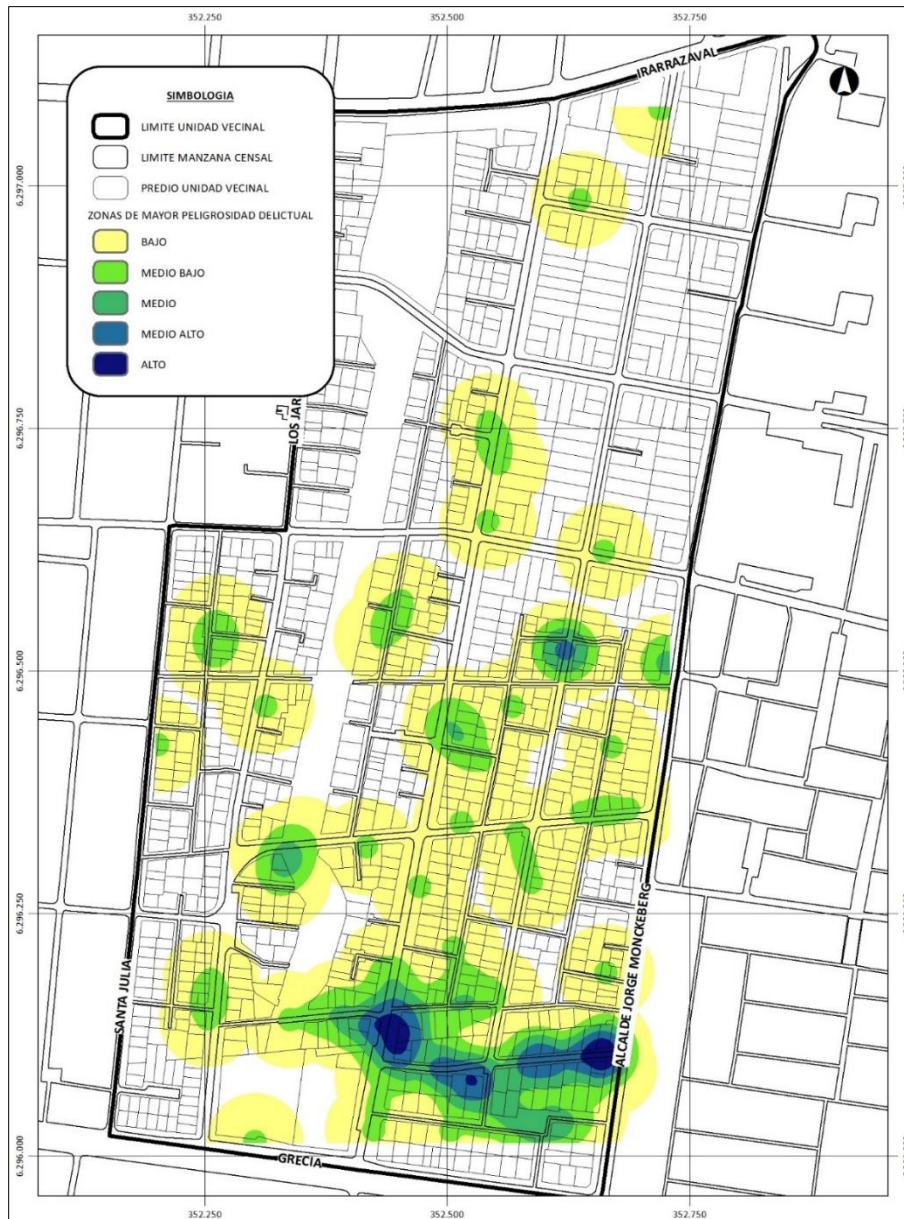 352.250
352.500
352.750
IRARRAZAVAL
SIMBOLOGIA
LIMITE UNIDAD VECINAL
LIMITE MANZANA CENSAL
PREDIO UNIDAD VECINAL
ZONAS DE MAYOR PELIGROSIDAD DELICTUAL
BAJO
MEDIO BAJO
MEDIO
MEDIO ALTO
ALTO
6.297.000
6.296.750
LOS JAR
6.296.500
6.296.250
SANTA JULIA
ALCALDE JORGE MONCKEBERG
6.296.000
GRECIA
352.250
352.500
352.750